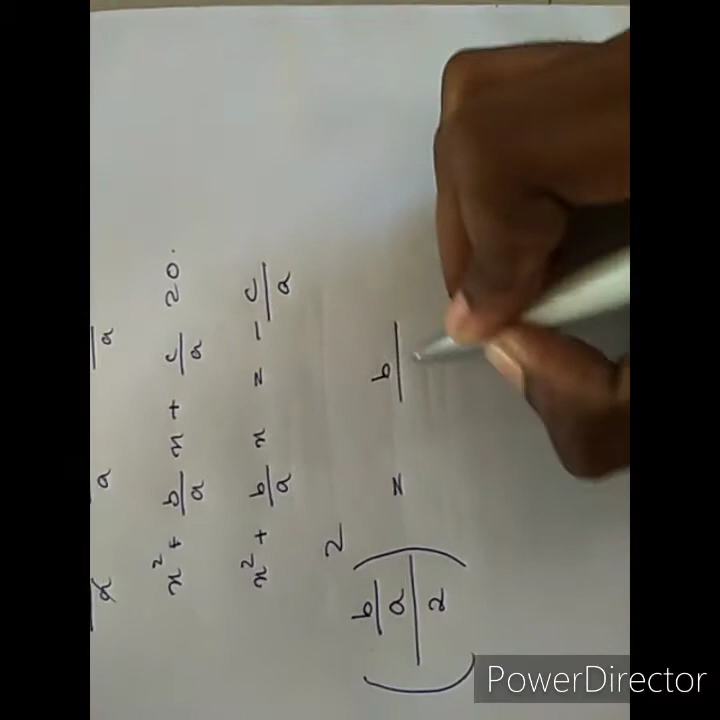 x² + b/a x + c/a = 0.
x² + b/a x = - c/a
((b/a)/2)² = b
PowerDirector